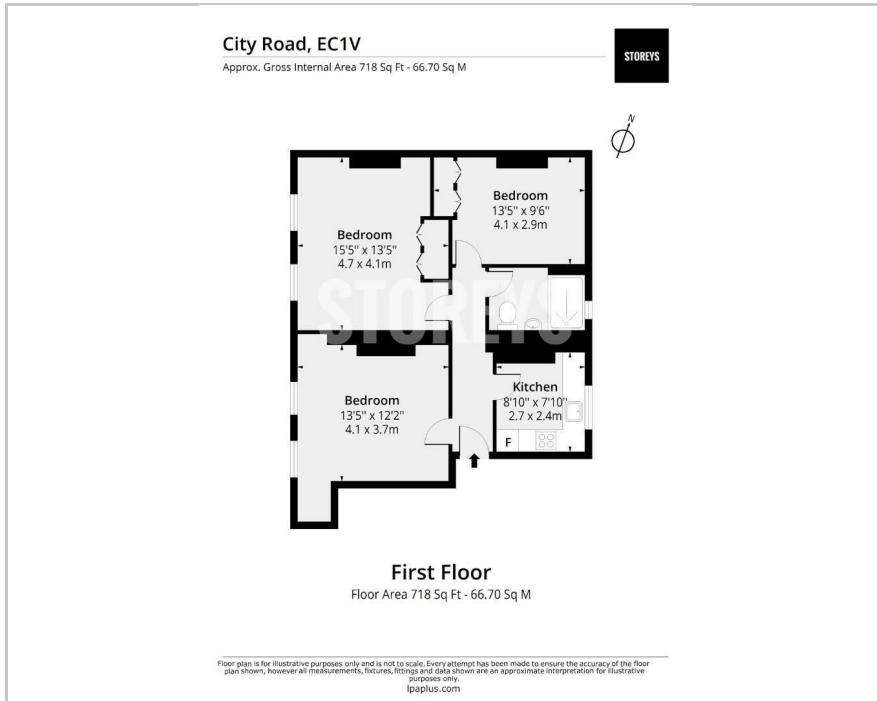 City Road, EC1V
Approx. Gross Internal Area 718 Sq Ft - 66.70 Sq M
STOREYS
N
Bedroom
13'5" x 9'6"
4.1 x 2.9m
Bedroom
15'5" x 13'5"
4.7 x 4.1m
STOREYS
Bedroom
13'5" x 12'2"
4.1 x 3.7m
Kitchen
8'10" x 7'10"
2.7 x 2.4m
F
First Floor
Floor Area 718 Sq Ft - 66.70 Sq M
Floor plan is for illustrative purposes only and is not to scale. Every attempt has been made to ensure the accuracy of the floor
plan shown, however all measurements, fixtures, fittings and data shown are an approximate interpretation for illustrative
purposes only.
lpaplus.com